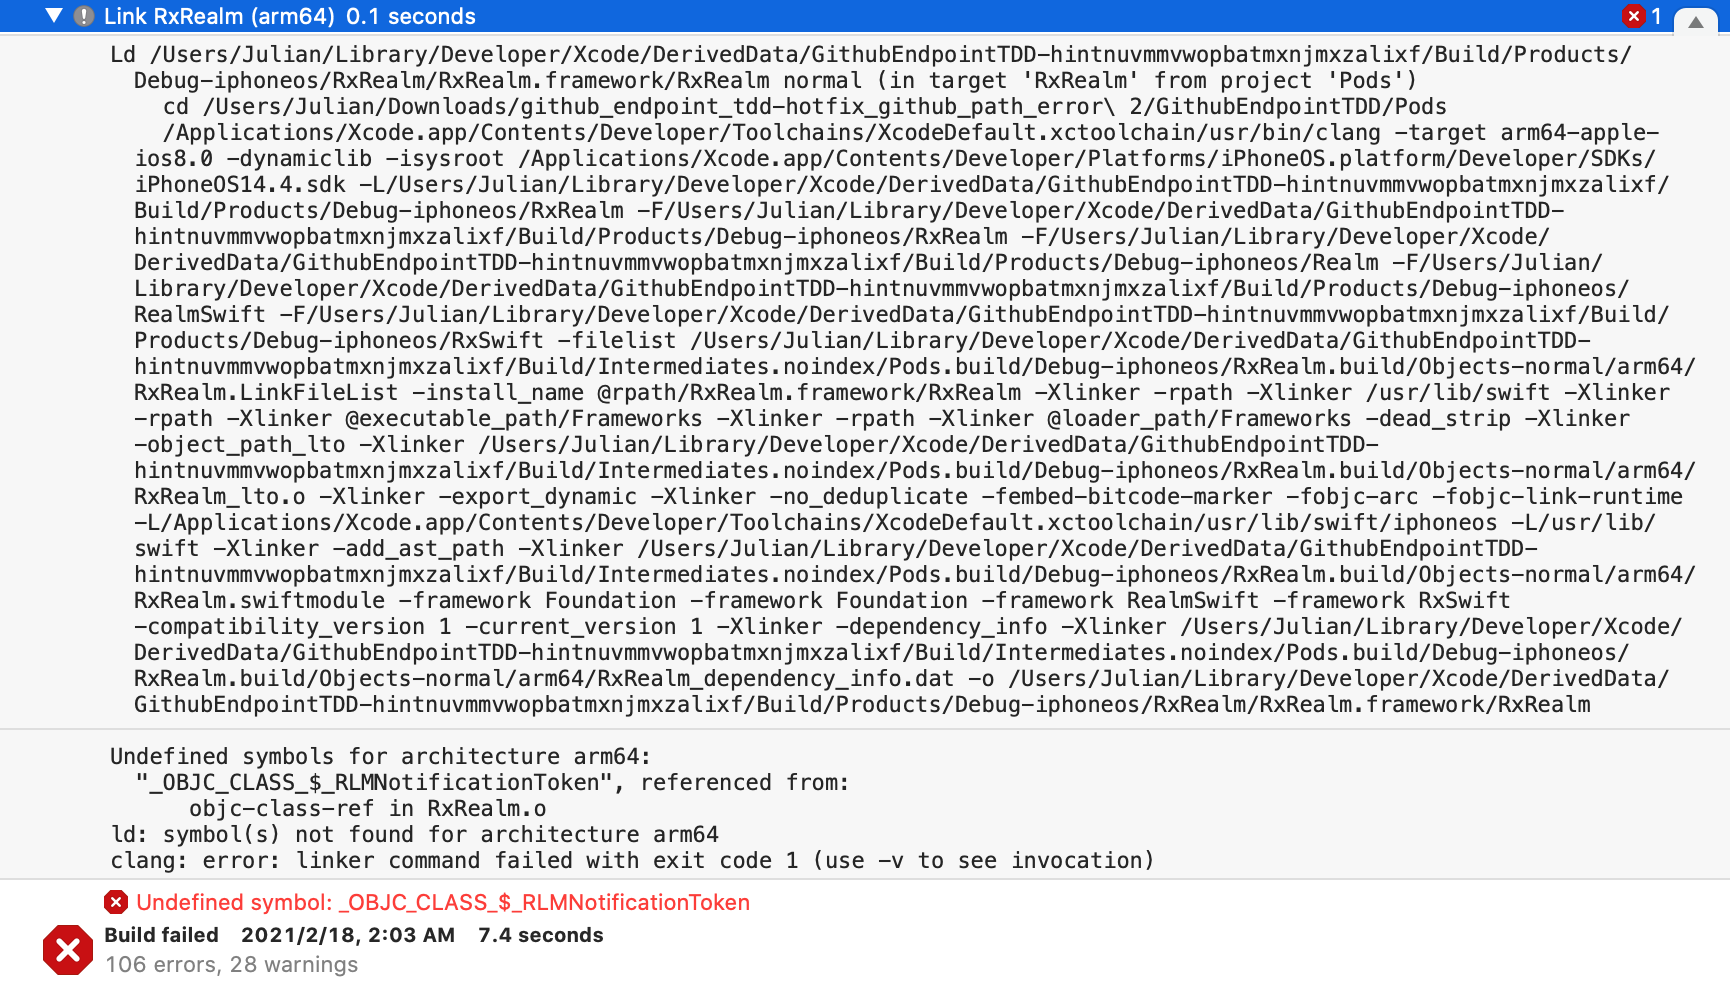 Link RxRealm (arm64) 0.1 seconds 1
Ld /Users/Julian/Library/Developer/Xcode/DerivedData/GithubEndpointTDD-hintnuvmmvwopbatmxnjmxzalixf/Build/Products/
Debug-iphoneos/RxRealm/RxRealm.framework/RxRealm normal (in target 'RxRealm' from project 'Pods')
cd /Users/Julian/Downloads/github_endpoint_tdd-hotfix_github_path_error\ 2/GithubEndpointTDD/Pods
/Applications/Xcode.app/Contents/Developer/Toolchains/XcodeDefault.xctoolchain/usr/bin/clang -target arm64-apple-
ios8.0 -dynamiclib -isysroot /Applications/Xcode.app/Contents/Developer/Platforms/iPhoneOS.platform/Developer/SDKs/
iPhoneOS14.4.sdk -L/Users/Julian/Library/Developer/Xcode/DerivedData/GithubEndpointTDD-hintnuvmmvwopbatmxnjmxzalixf/
Build/Products/Debug-iphoneos/RxRealm -F/Users/Julian/Library/Developer/Xcode/DerivedData/GithubEndpointTDD-
hintnuvmmvwopbatmxnjmxzalixf/Build/Products/Debug-iphoneos/RxRealm -F/Users/Julian/Library/Developer/Xcode/
DerivedData/GithubEndpointTDD-hintnuvmmvwopbatmxnjmxzalixf/Build/Products/Debug-iphoneos/Realm -F/Users/Julian/
Library/Developer/Xcode/DerivedData/GithubEndpointTDD-hintnuvmmvwopbatmxnjmxzalixf/Build/Products/Debug-iphoneos/
RealmSwift -F/Users/Julian/Library/Developer/Xcode/DerivedData/GithubEndpointTDD-hintnuvmmvwopbatmxnjmxzalixf/Build/
Products/Debug-iphoneos/RxSwift -filelist /Users/Julian/Library/Developer/Xcode/DerivedData/GithubEndpointTDD-
hintnuvmmvwopbatmxnjmxzalixf/Build/Intermediates.noindex/Pods.build/Debug-iphoneos/RxRealm.build/Objects-normal/arm64/
RxRealm.LinkFileList -install_name @rpath/RxRealm.framework/RxRealm -Xlinker -rpath -Xlinker /usr/lib/swift -Xlinker
-rpath -Xlinker @executable_path/Frameworks -Xlinker -rpath -Xlinker @loader_path/Frameworks -dead_strip -Xlinker
-object_path_lto -Xlinker /Users/Julian/Library/Developer/Xcode/DerivedData/GithubEndpointTDD-
hintnuvmmvwopbatmxnjmxzalixf/Build/Intermediates.noindex/Pods.build/Debug-iphoneos/RxRealm.build/Objects-normal/arm64/
RxRealm_lto.o -Xlinker -export_dynamic -Xlinker -no_deduplicate -fembed-bitcode-marker -fobjc-arc -fobjc-link-runtime
-L/Applications/Xcode.app/Contents/Developer/Toolchains/XcodeDefault.xctoolchain/usr/lib/swift/iphoneos -L/usr/lib/
swift -Xlinker -add_ast_path -Xlinker /Users/Julian/Library/Developer/Xcode/DerivedData/GithubEndpointTDD-
hintnuvmmvwopbatmxnjmxzalixf/Build/Intermediates.noindex/Pods.build/Debug-iphoneos/RxRealm.build/Objects-normal/arm64/
RxRealm.swiftmodule -framework Foundation -framework Foundation -framework RealmSwift -framework RxSwift
-compatibility_version 1 -current_version 1 -Xlinker -dependency_info -Xlinker /Users/Julian/Library/Developer/Xcode/
DerivedData/GithubEndpointTDD-hintnuvmmvwopbatmxnjmxzalixf/Build/Intermediates.noindex/Pods.build/Debug-iphoneos/
RxRealm.build/Objects-normal/arm64/RxRealm_dependency_info.dat -o /Users/Julian/Library/Developer/Xcode/DerivedData/
GithubEndpointTDD-hintnuvmmvwopbatmxnjmxzalixf/Build/Products/Debug-iphoneos/RxRealm/RxRealm.framework/RxRealm
Undefined symbols for architecture arm64:
"_OBJC_CLASS_$_RLMNotificationToken", referenced from:
objc-class-ref in RxRealm.o
ld: symbol(s) not found for architecture arm64
clang: error: linker command failed with exit code 1 (use -v to see invocation)
Undefined symbol: _OBJC_CLASS_$_RLMNotificationToken
Build failed 2021/2/18, 2:03 AM 7.4 seconds
106 errors, 28 warnings